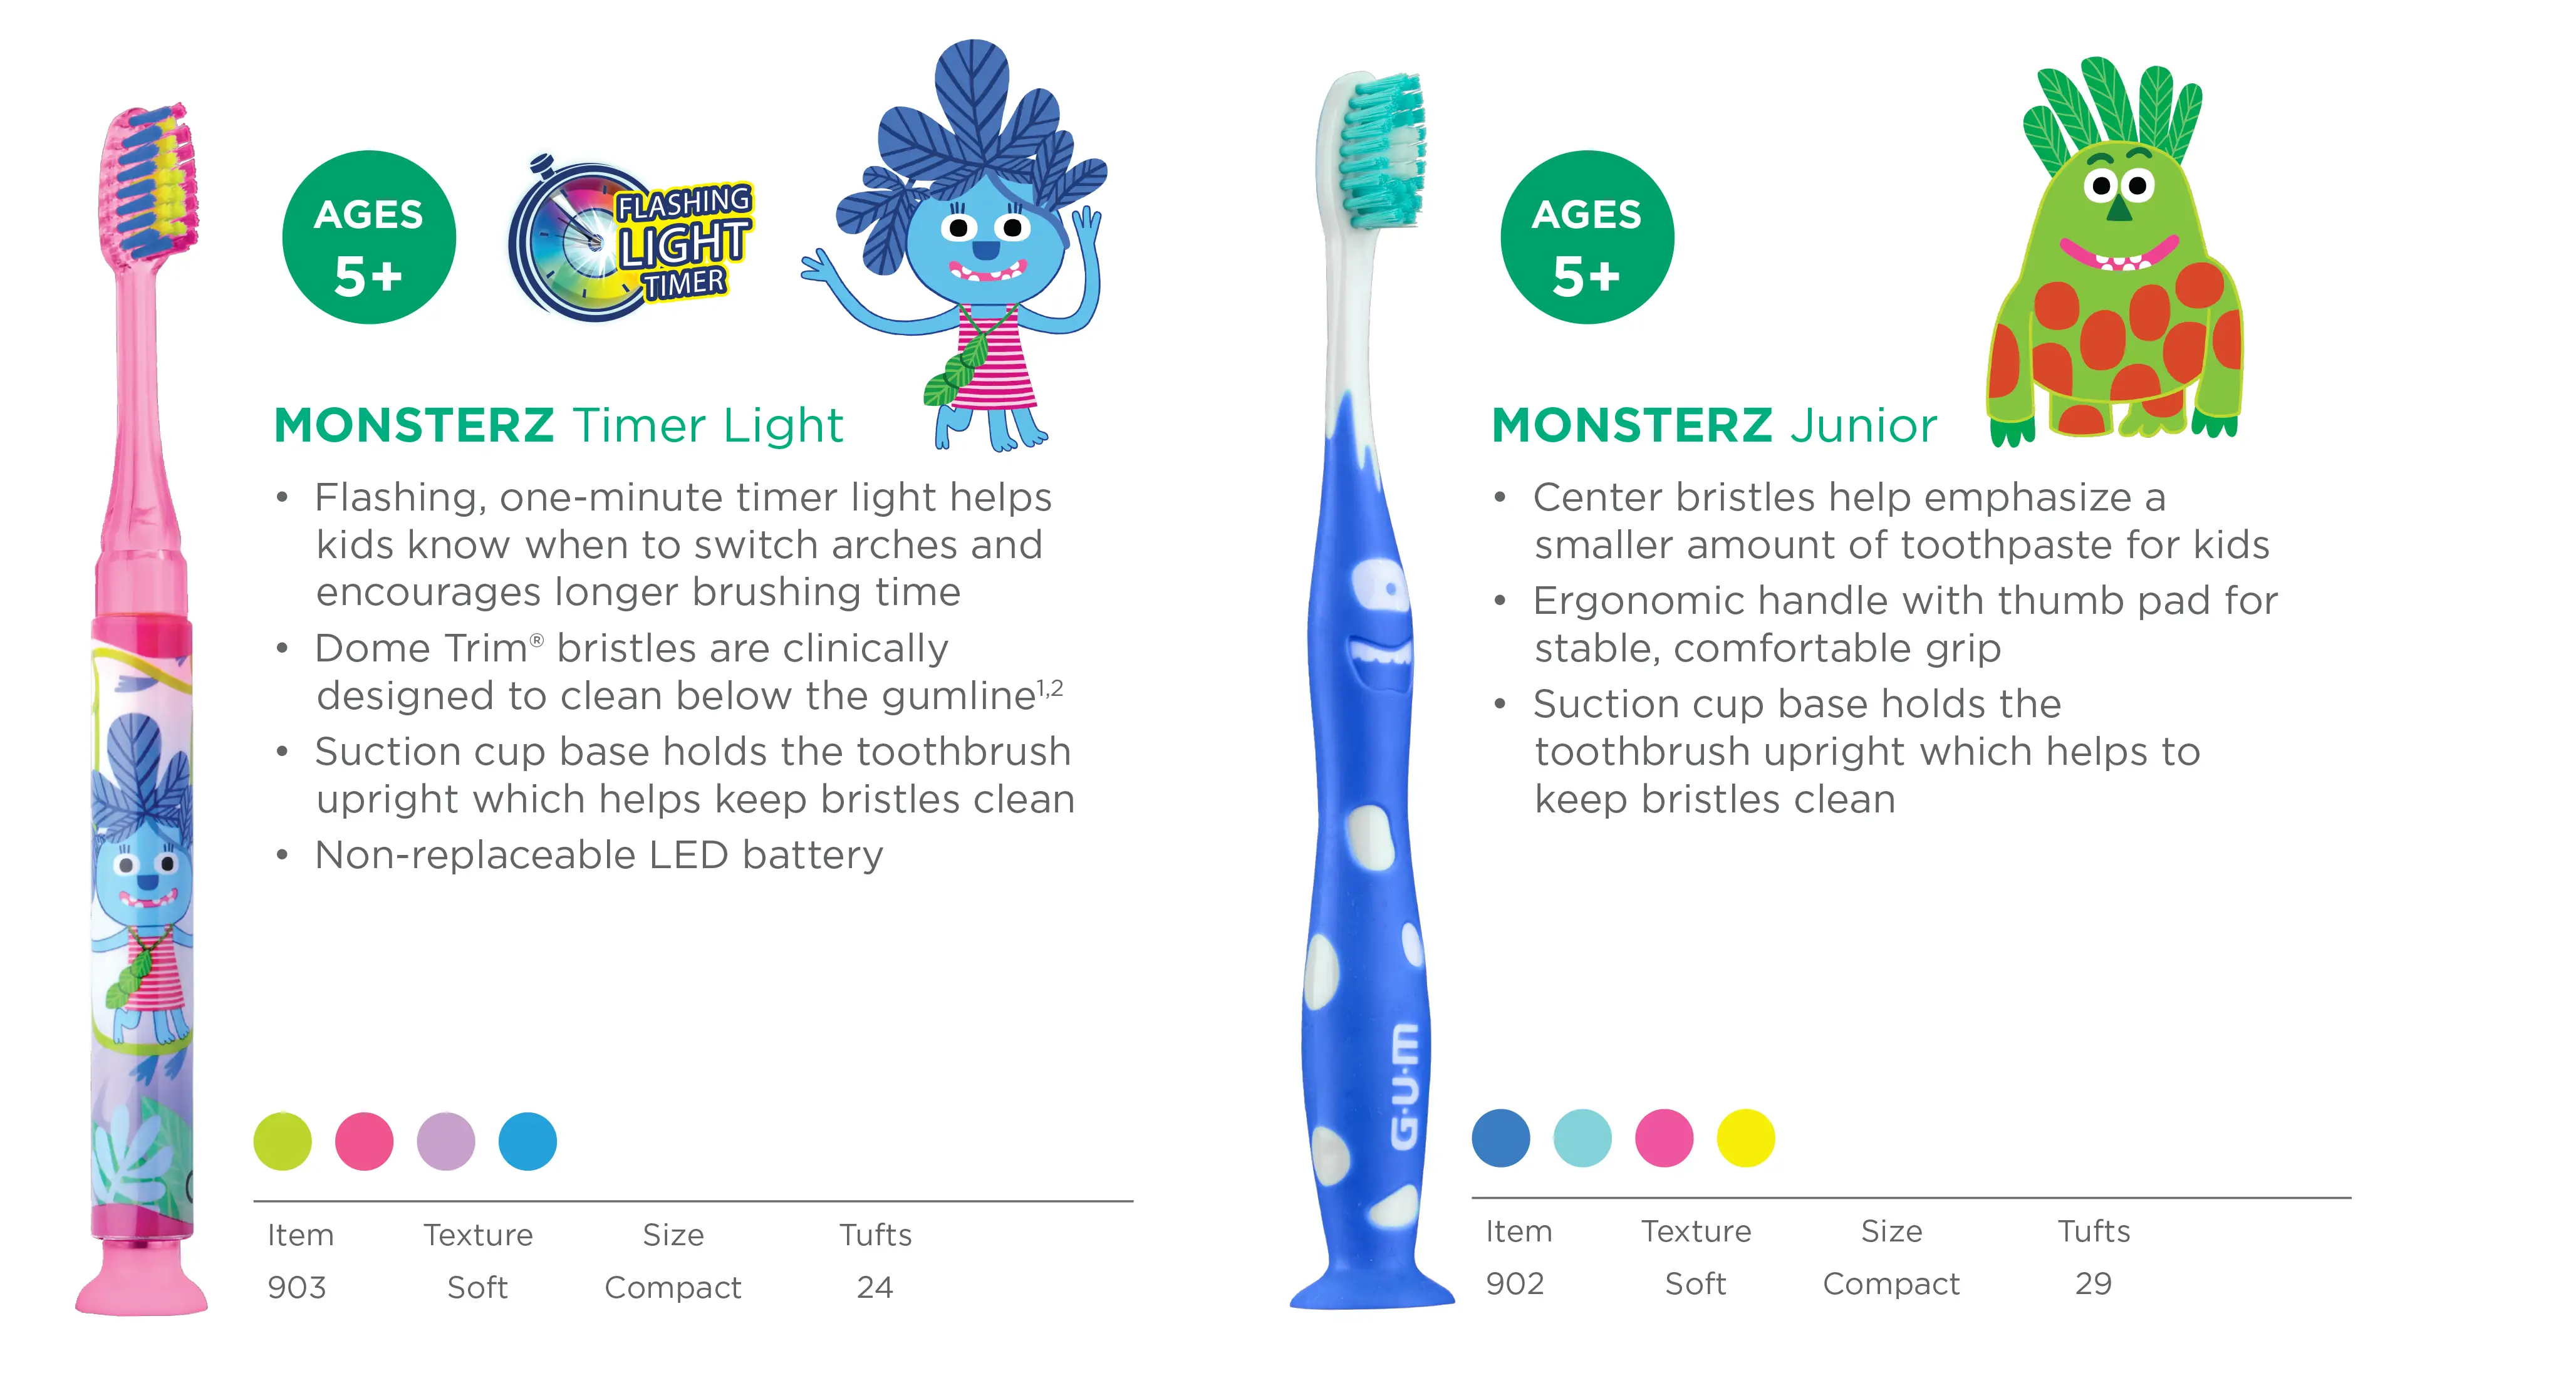 AGES
5+
FLASHING
LIGHT
TIMER
MONSTERZ Timer Light
• Flashing, one-minute timer light helps
kids know when to switch arches and
encourages longer brushing time
• Dome Trim® bristles are clinically
designed to clean below the gumline1,2
• Suction cup base holds the toothbrush
upright which helps keep bristles clean
• Non-replaceable LED battery
Item Texture Size Tufts
903 Soft Compact 24
AGES
5+
MONSTERZ Junior
• Center bristles help emphasize a
smaller amount of toothpaste for kids
• Ergonomic handle with thumb pad for
stable, comfortable grip
• Suction cup base holds the
toothbrush upright which helps to
keep bristles clean
G·U·M
Item Texture Size Tufts
902 Soft Compact 29